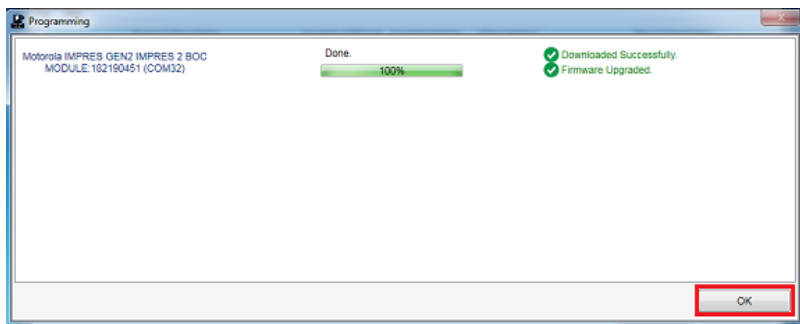 Programming
Motorola IMPRES GEN2 IMPRES 2 BOC
MODULE:182190451 (COM32)
Done.
100%
Downloaded Successfully.
Firmware Upgraded.
OK